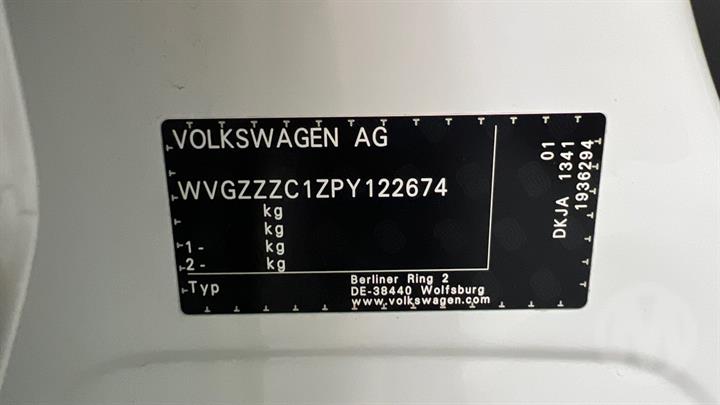 VOLKSWAGEN AG
WVGZZZC1ZPY122674
kg
kg
1- kg
2- kg
Typ
Berliner Ring 2
DE-38440 Wolfsburg
www.volkswagen.com
01
DKJA 1341
1936294
M